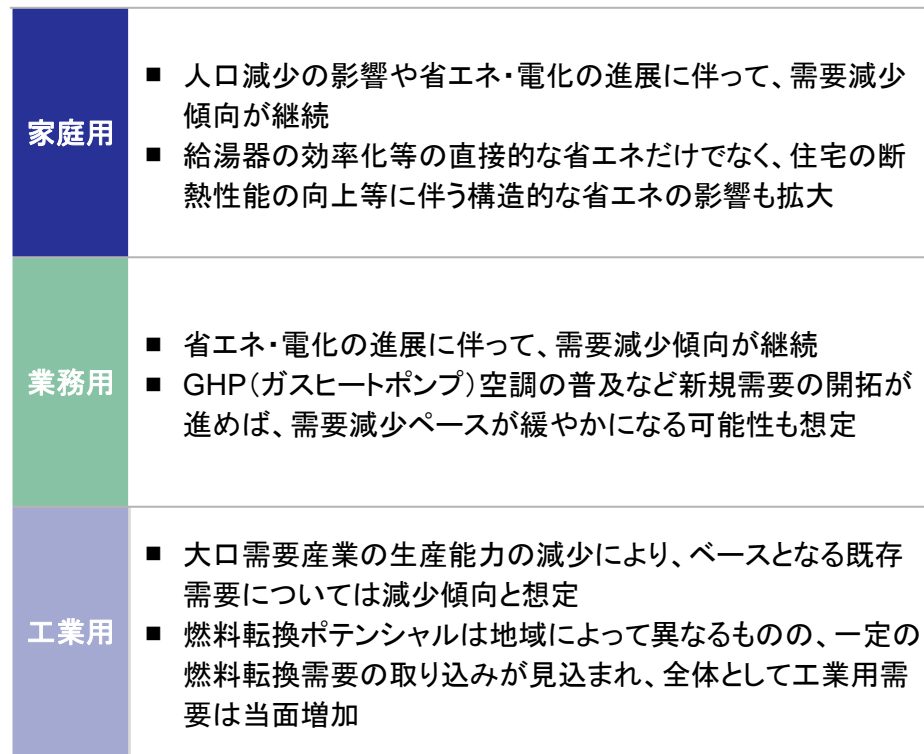 家庭用
■ 人口減少の影響や省エネ・電化の進展に伴って、需要減少
傾向が継続
■ 給湯器の効率化等の直接的な省エネだけでなく、住宅の断
熱性能の向上等に伴う構造的な省エネの影響も拡大
業務用
■ 省エネ・電化の進展に伴って、需要減少傾向が継続
■ GHP(ガスヒートポンプ)空調の普及など新規需要の開拓が
進めば、需要減少ペースが緩やかになる可能性も想定
工業用
■ 大口需要産業の生産能力の減少により、ベースとなる既存
需要については減少傾向と想定
■ 燃料転換ポテンシャルは地域によって異なるものの、一定の
燃料転換需要の取り込みが見込まれ、全体として工業用需
要は当面増加